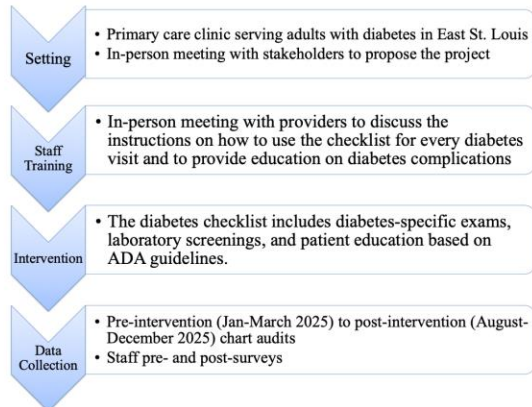 Setting
• Primary care clinic serving adults with diabetes in East St. Louis
• In-person meeting with stakeholders to propose the project
Staff
Training
• In-person meeting with providers to discuss the
instructions on how to use the checklist for every diabetes
visit and to provide education on diabetes complications
Intervention
• The diabetes checklist includes diabetes-specific exams,
laboratory screenings, and patient education based on
ADA guidelines.
Data
Collection
• Pre-intervention (Jan-March 2025) to post-intervention (August-
December 2025) chart audits
• Staff pre- and post-surveys